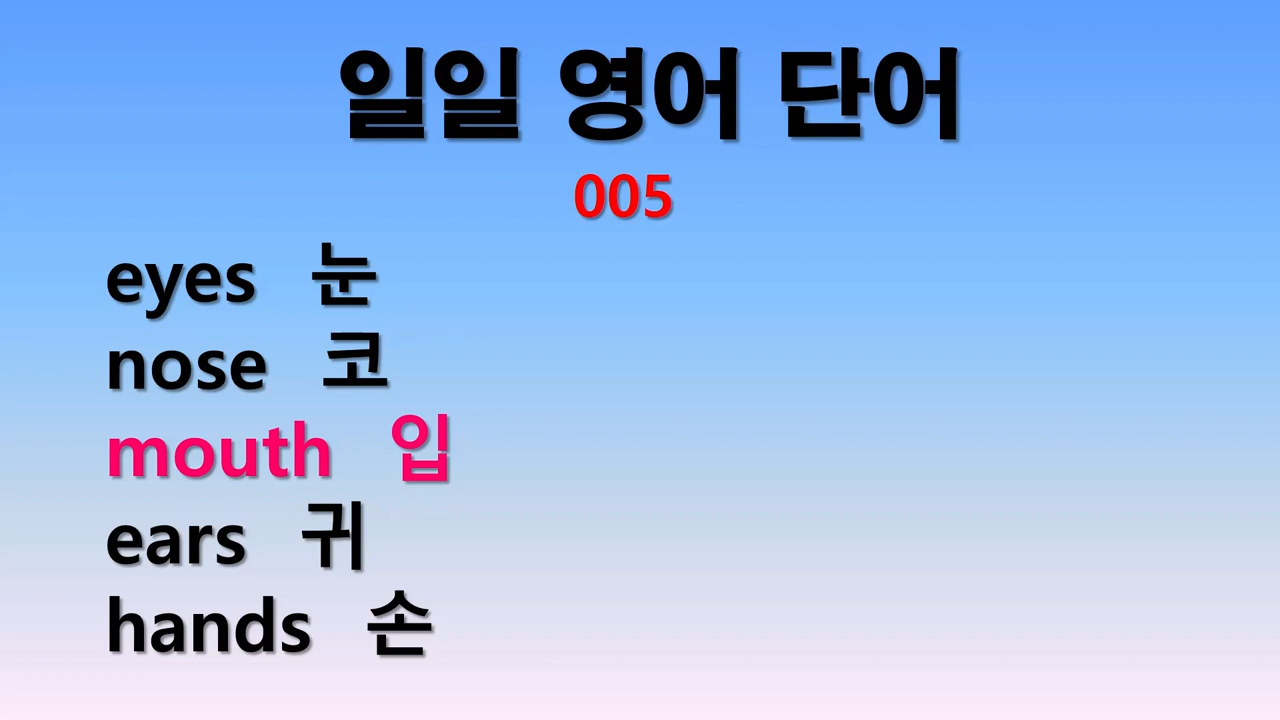 일일 영어 단어
005
eyes 눈
nose 코
mouth 입
ears 귀
hands 손